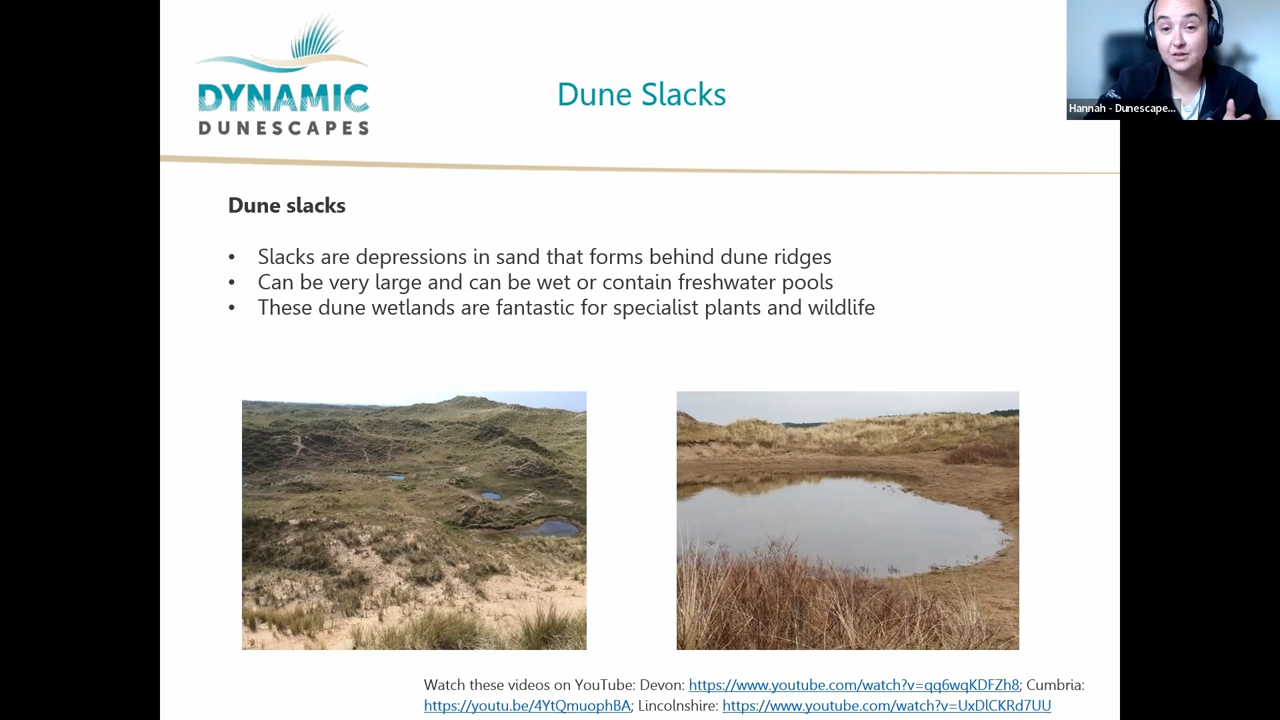 DYNAMIC
DUNESCAPES
Dune Slacks
Hannah - Dunescape...
Dune slacks
• Slacks are depressions in sand that forms behind dune ridges
• Can be very large and can be wet or contain freshwater pools
• These dune wetlands are fantastic for specialist plants and wildlife
Watch these videos on YouTube: Devon: https://www.youtube.com/watch?v=qq6wqKDFZh8; Cumbria:
https://youtu.be/4YtQmuophBA; Lincolnshire: https://www.youtube.com/watch?v=UxDlCKRd7UU